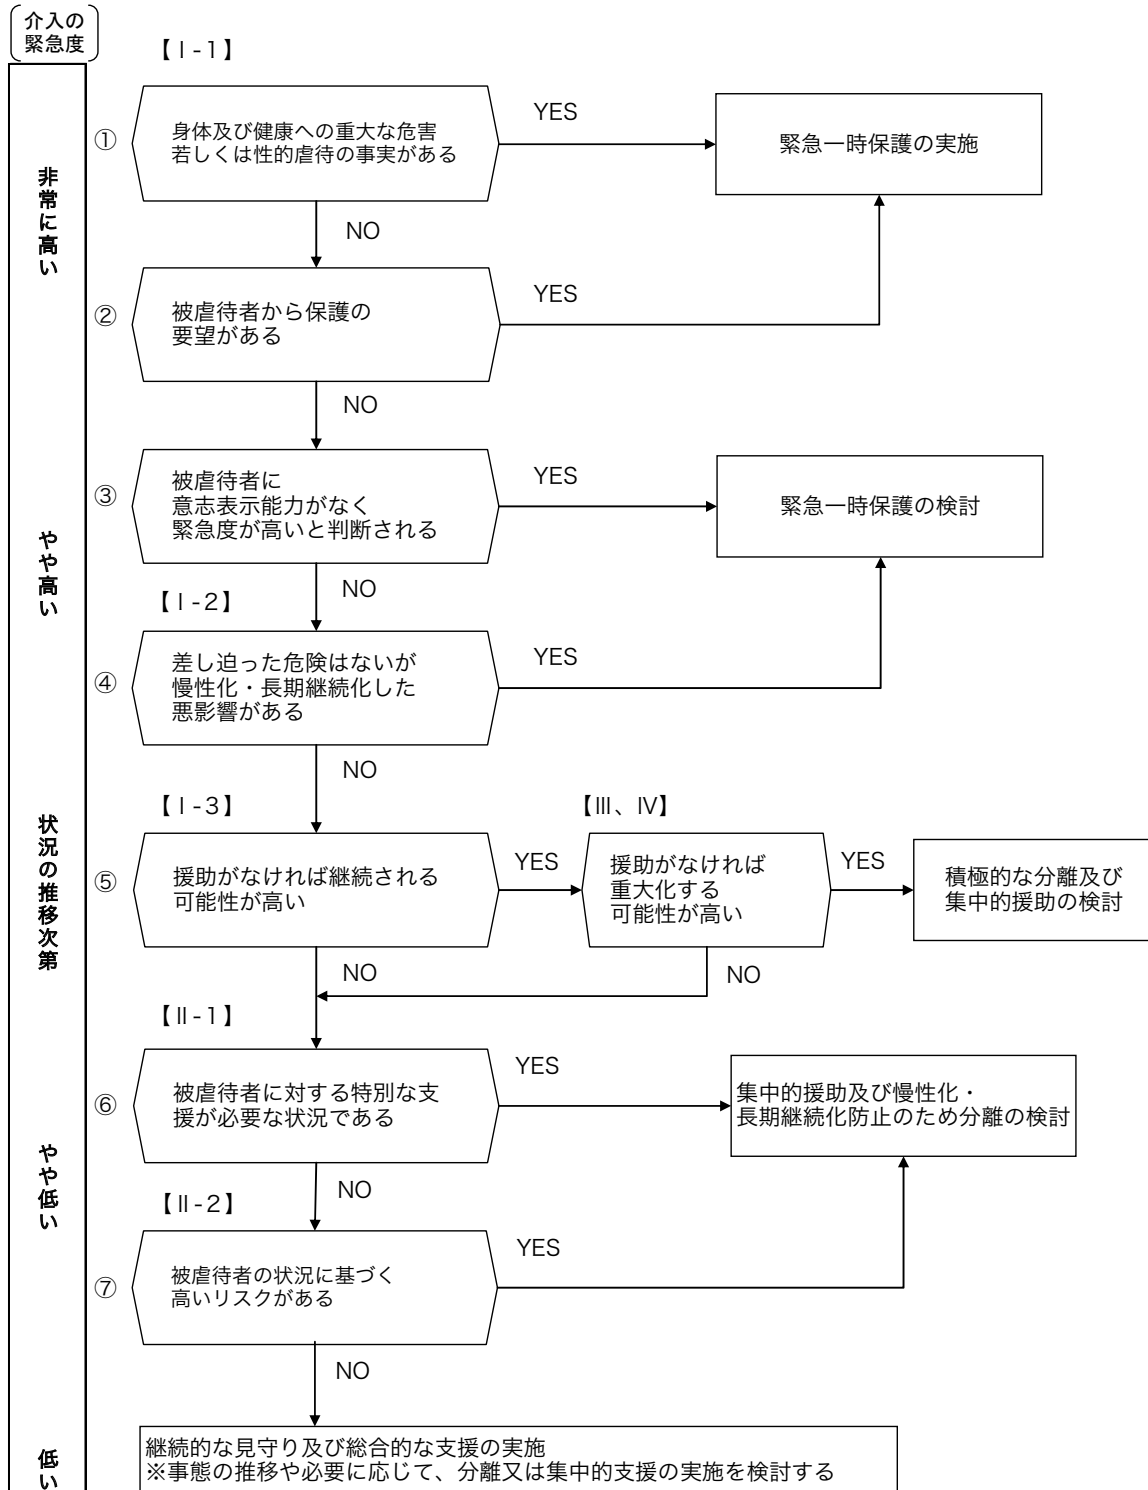 介入の
緊急度
【Ⅰ-1】
非常に高い
①
身体及び健康への重大な危害
若しくは性的虐待の事実がある
YES
緊急一時保護の実施
NO
②
被虐待者から保護の
要望がある
YES
NO
やや高い
③
被虐待者に
意志表示能力がなく
緊急度が高いと判断される
YES
緊急一時保護の検討
NO
【Ⅰ-2】
④
差し迫った危険はないが
慢性化・長期継続化した
悪影響がある
YES
NO
状況の推移次第
【Ⅰ-3】
⑤
援助がなければ継続される
可能性が高い
YES
【Ⅲ、Ⅳ】
援助がなければ
重大化する
可能性が高い
YES
積極的な分離及び
集中的援助の検討
NO
NO
【Ⅱ-1】
⑥
被虐待者に対する特別な支
援が必要な状況である
YES
集中的援助及び慢性化・
長期継続化防止のため分離の検討
やや低い
NO
【Ⅱ-2】
⑦
被虐待者の状況に基づく
高いリスクがある
YES
NO
低い
継続的な見守り及び総合的な支援の実施
※事態の推移や必要に応じて、分離又は集中的支援の実施を検討する